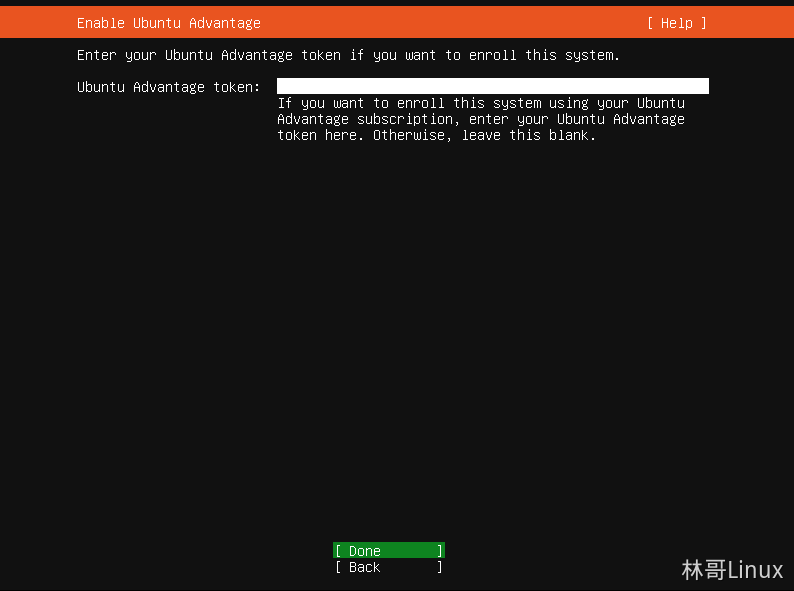 Enable Ubuntu Advantage [ Help ]
Enter your Ubuntu Advantage token if you want to enroll this system.
Ubuntu Advantage token:
If you want to enroll this system using your Ubuntu
Advantage subscription, enter your Ubuntu Advantage
token here. Otherwise, leave this blank.
[ Done ]
[ Back ]
林哥Linux